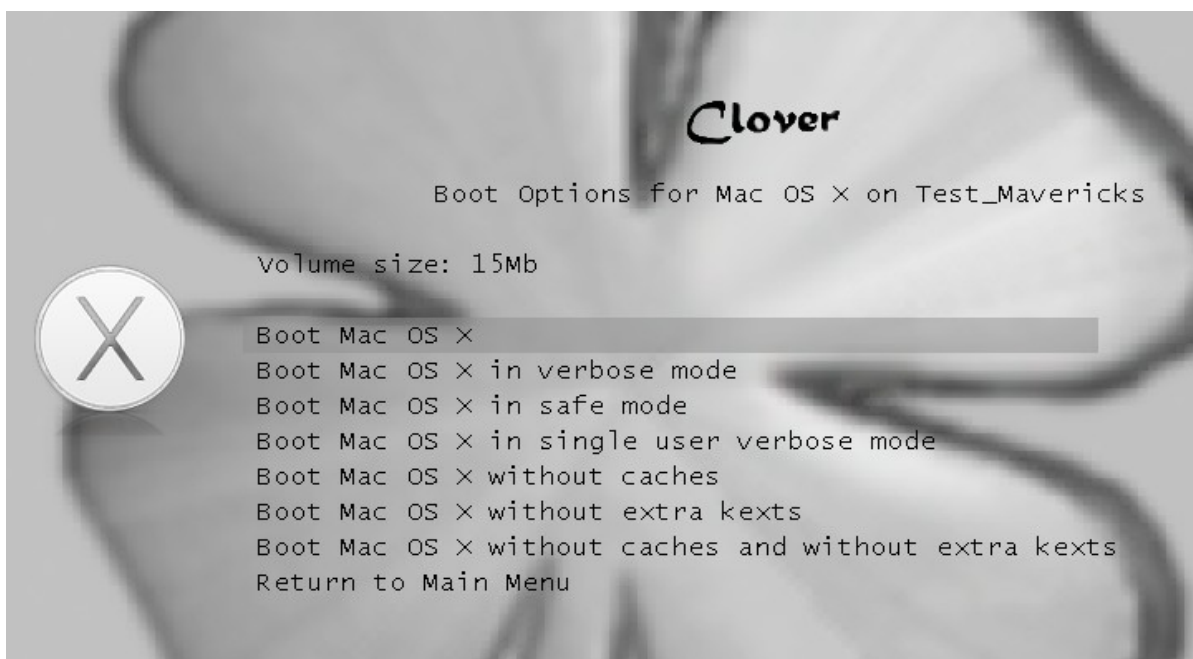 Clover
Boot Options for Mac OS X on Test_Mavericks
Volume size: 15Mb
X
Boot Mac OS X
Boot Mac OS X in verbose mode
Boot Mac OS X in safe mode
Boot Mac OS X in single user verbose mode
Boot Mac OS X without caches
Boot Mac OS X without extra kexts
Boot Mac OS X without caches and without extra kexts
Return to Main Menu